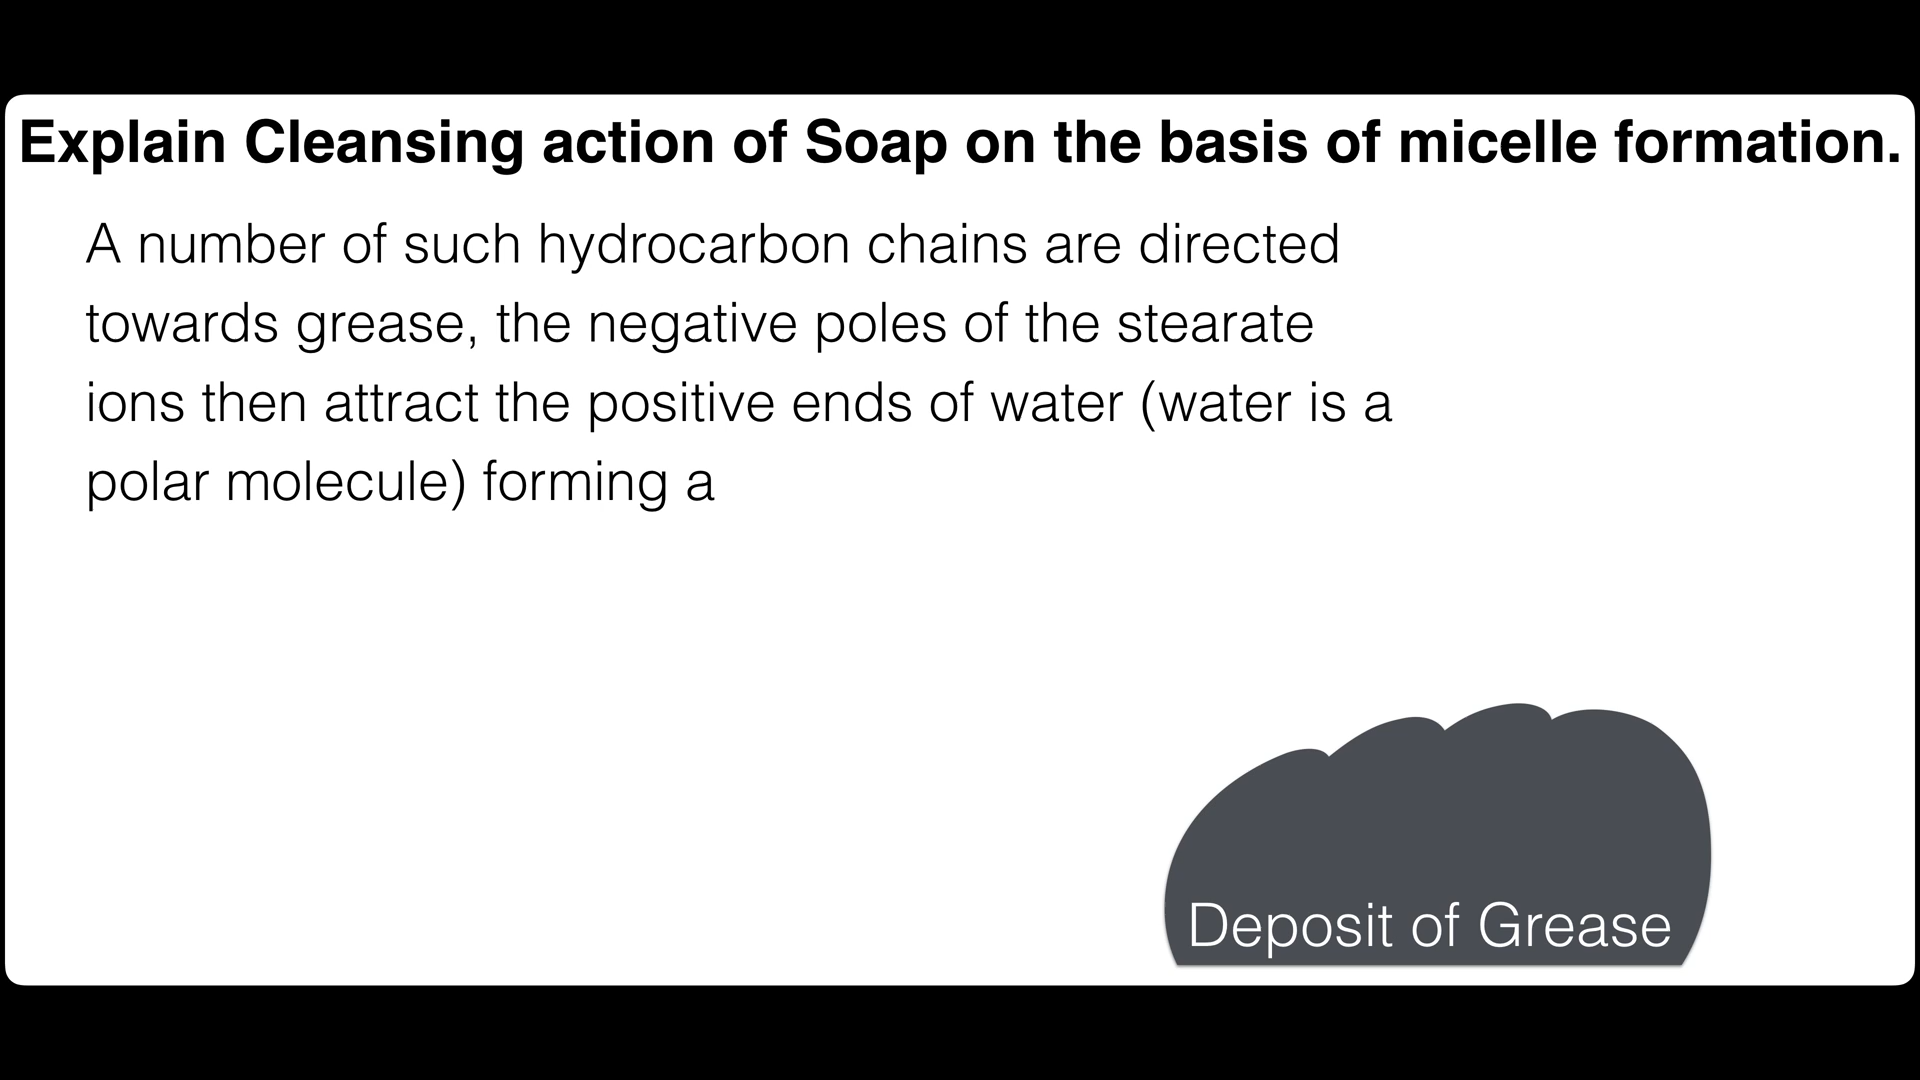 Explain Cleansing action of Soap on the basis of micelle formation.
A number of such hydrocarbon chains are directed
towards grease, the negative poles of the stearate
ions then attract the positive ends of water (water is a
polar molecule) forming a
Deposit of Grease